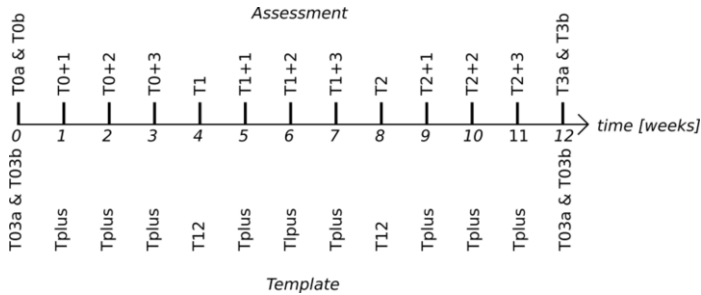 Assessment
T0a & T0b T0+1 T0+2 T0+3 T1 T1+1 T1+2 T1+3 T2 T2+1 T2+2 T2+3 T3a & T3b
0 1 2 3 4 5 6 7 8 9 10 11 12 time [weeks]
T03a & T03b Tplus Tplus Tplus T12 Tplus Tlpus Tplus T12 Tplus Tplus Tplus T03a & T03b
Template